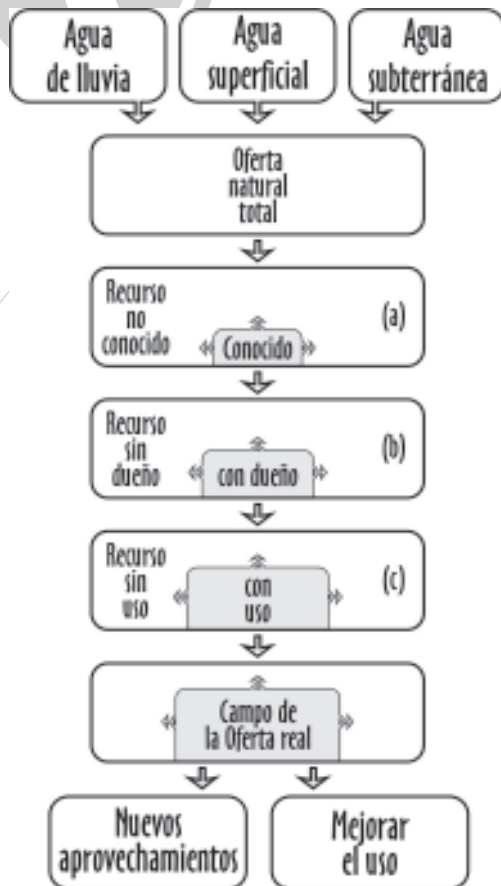 Agua
de lluvia
Agua
superficial
Agua
subterránea
Oferta
natural
total
Recurso
no
conocido
Conocido
(a)
Recurso
sin
dueño
con dueño
(b)
Recurso
sin
uso
con
uso
(c)
Campo de
la Oferta real
Nuevos
aprovechamientos
Mejorar
el uso